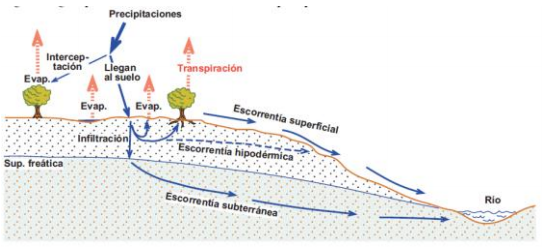 Precipitaciones
Intercep-
tación
Evap.
Llegan
al suelo
Transpiración
Evap.
Evap.
Escorrentía superficial
Infiltración
Escorrentía hipodérmica
Sup. freática
Escorrentía subterránea
Río